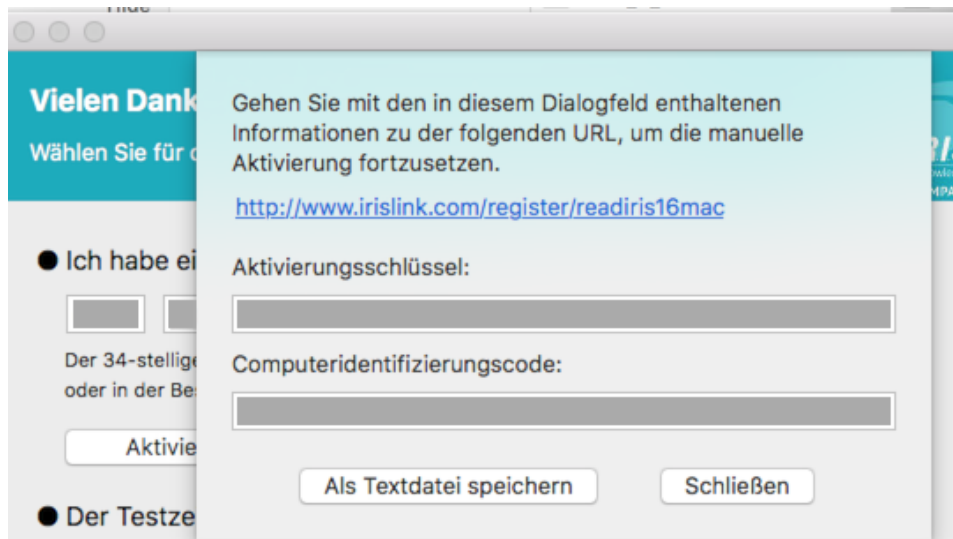 Vielen Dank
Wählen Sie für
Gehen Sie mit den in diesem Dialogfeld enthaltenen
Informationen zu der folgenden URL, um die manuelle
Aktivierung fortzusetzen.
http://www.irislink.com/register/readiris16mac
Ich habe ei
Aktivierungsschlüssel:
Der 34-stellige
oder in der Be
Computeridentifizierungscode:
Aktivie
Als Textdatei speichern
Schließen
Der Testze